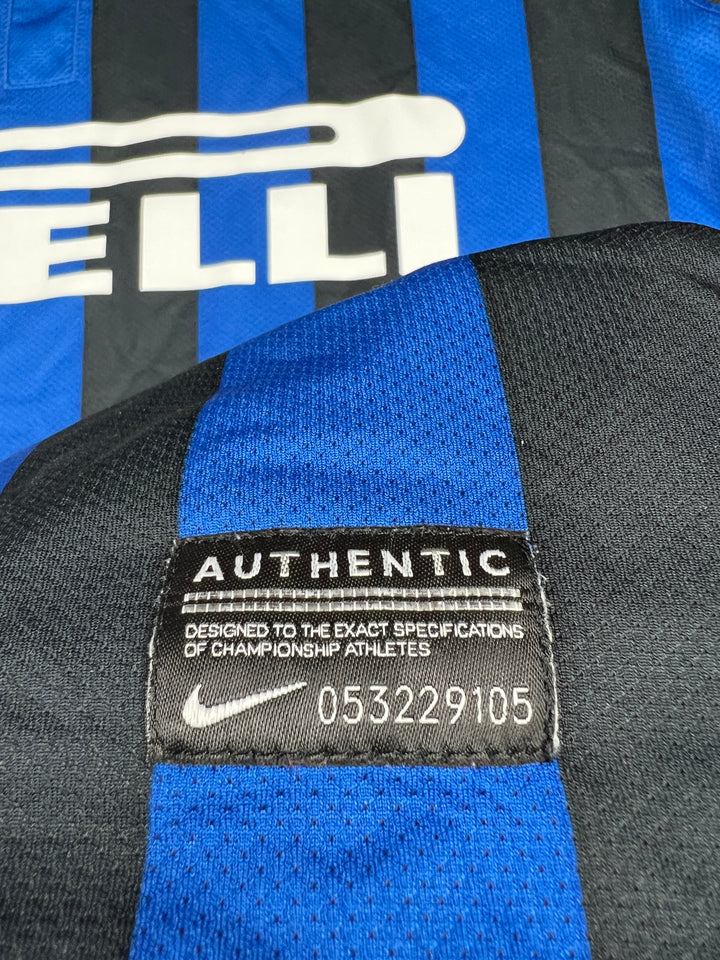 ELLI
AUTHENTIC
DESIGNED TO THE EXACT SPECIFICATIONS
OF CHAMPIONSHIP ATHLETES
053229105